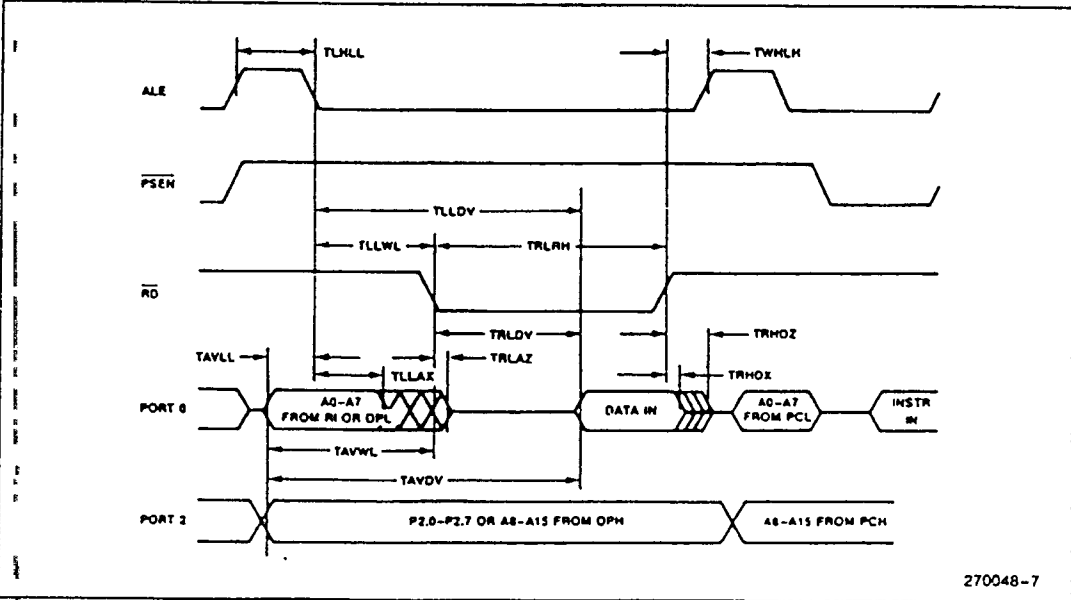 TLHLL
TWHLH
ALE
PSEN
TLLDV
TLLWL
TRLRH
RD
TRLDV
TRHDZ
TAVLL
TRLAZ
TLLAX
TRHDX
PORT 0
A0–A7
FROM RI OR DPL
DATA IN
A0–A7
FROM PCL
INSTR
IN
TAVWL
TAVDV
PORT 2
P2.0–P2.7 OR A8–A15 FROM DPH
A8–A15 FROM PCH
270048–7